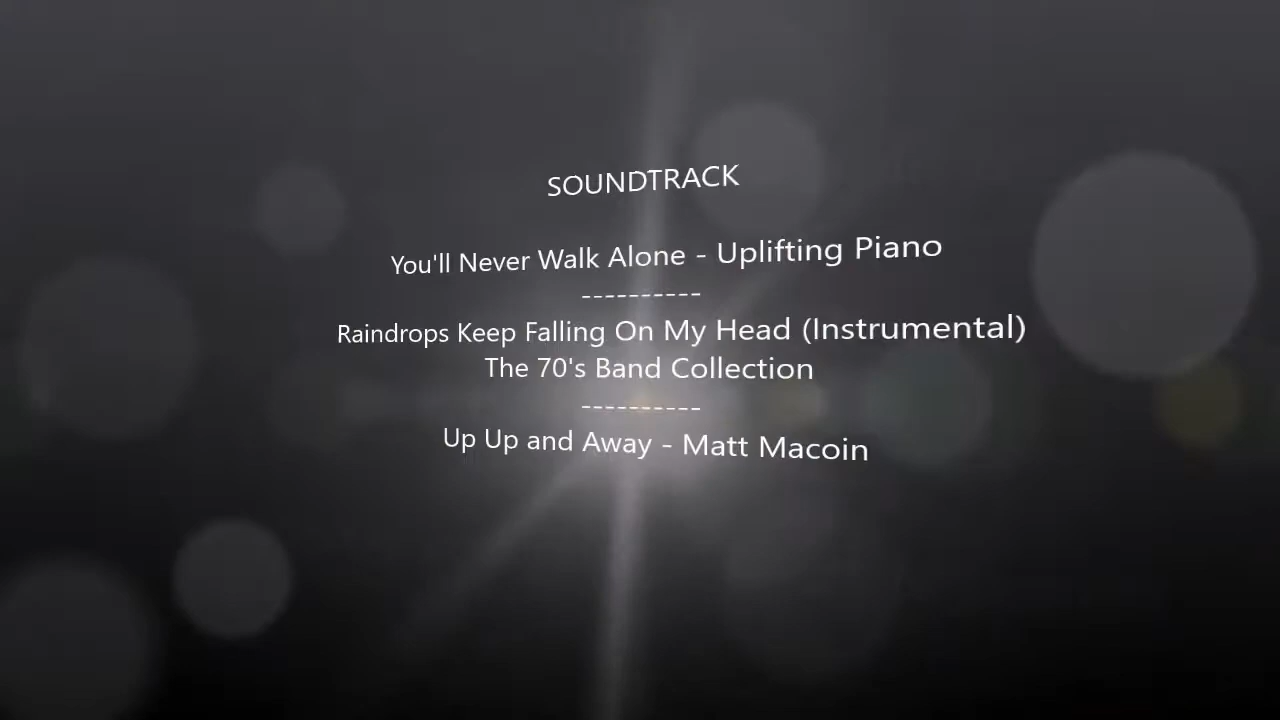 SOUNDTRACK
You'll Never Walk Alone - Uplifting Piano
----------
Raindrops Keep Falling On My Head (Instrumental)
The 70's Band Collection
----------
Up Up and Away - Matt Macoin